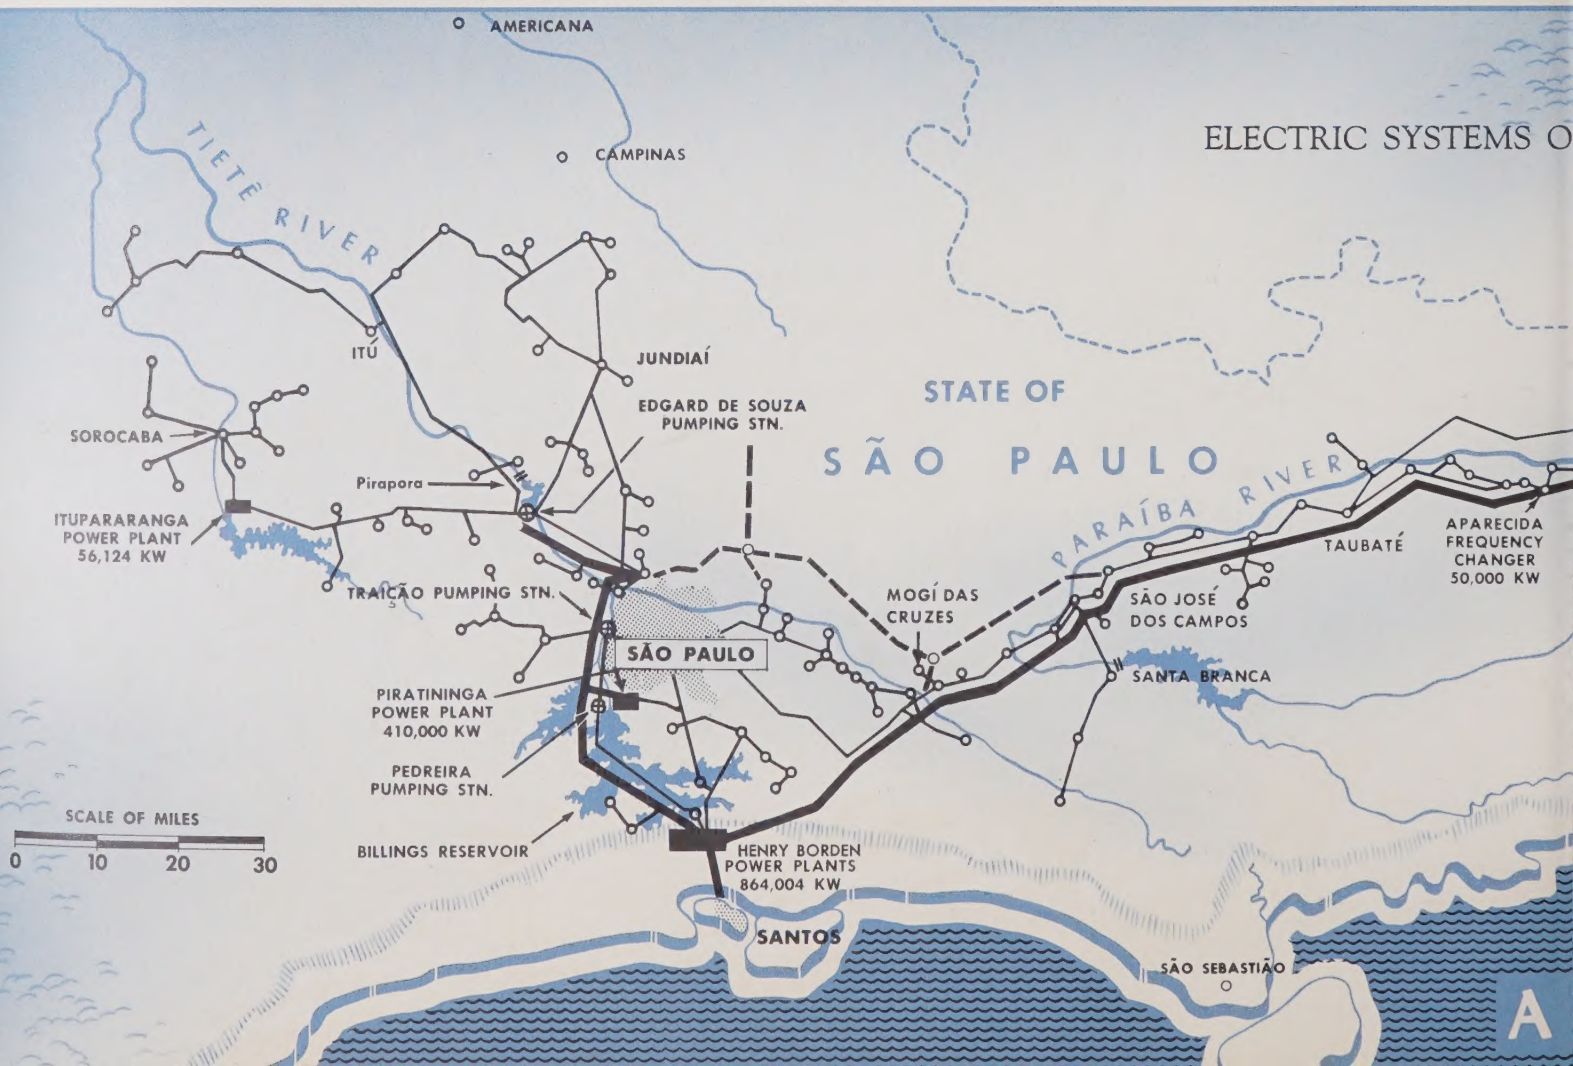 AMERICANA
ELECTRIC SYSTEMS O
CAMPINAS
TIETÊ RIVER
ITÚ
JUNDIAÍ
STATE OF
SÃO PAULO
EDGARD DE SOUZA
PUMPING STN.
SOROCABA
Pirapora
PARAÍBA RIVER
ITUPARARANGA
POWER PLANT
56,124 KW
TAUBATÉ
APARECIDA
FREQUENCY
CHANGER
50,000 KW
TRAICÃO PUMPING STN.
MOGÍ DAS
CRUZES
SÃO JOSÉ
DOS CAMPOS
SÃO PAULO
SANTA BRANCA
PIRATININGA
POWER PLANT
410,000 KW
PEDREIRA
PUMPING STN.
SCALE OF MILES
0 10 20 30
BILLINGS RESERVOIR
HENRY BORDEN
POWER PLANTS
864,004 KW
SANTOS
SÃO SEBASTIÃO
A